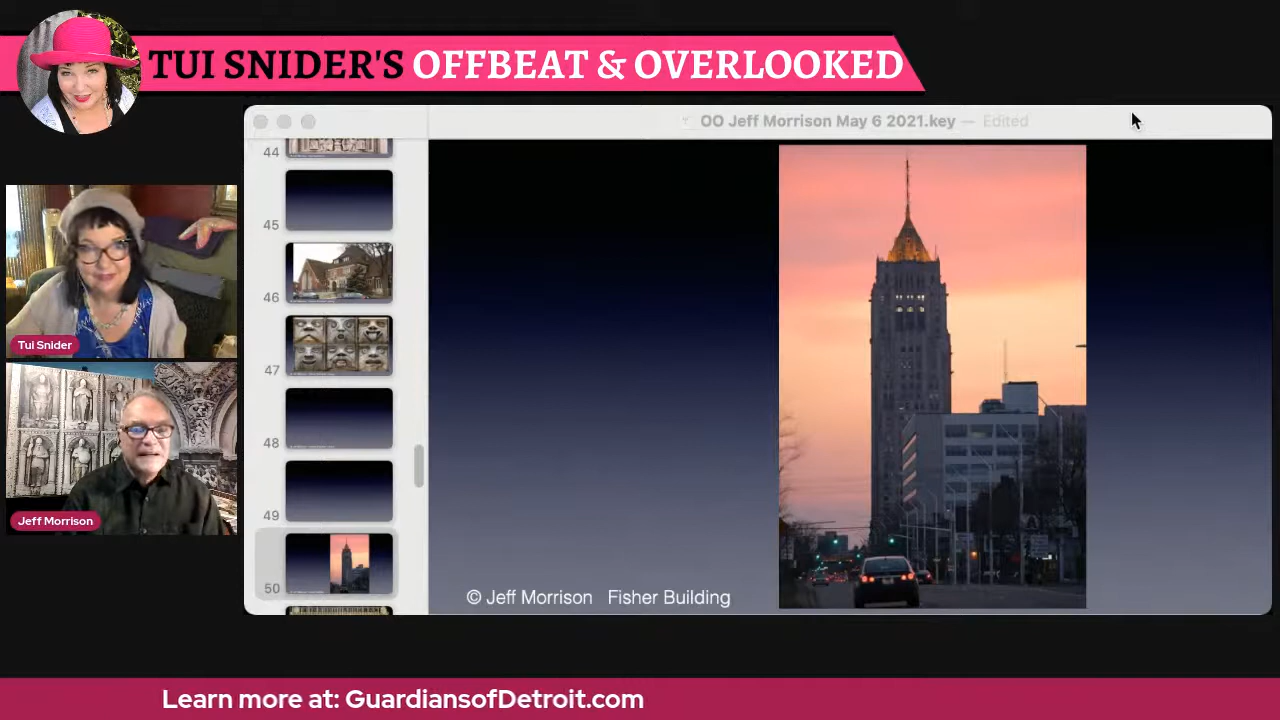 TUI SNIDER'S OFFBEAT & OVERLOOKED
OO Jeff Morrison May 6 2021.key — Edited
44
45
46
47
48
49
50
Tui Snider
Jeff Morrison
© Jeff Morrison Fisher Building
Learn more at: GuardiansofDetroit.com